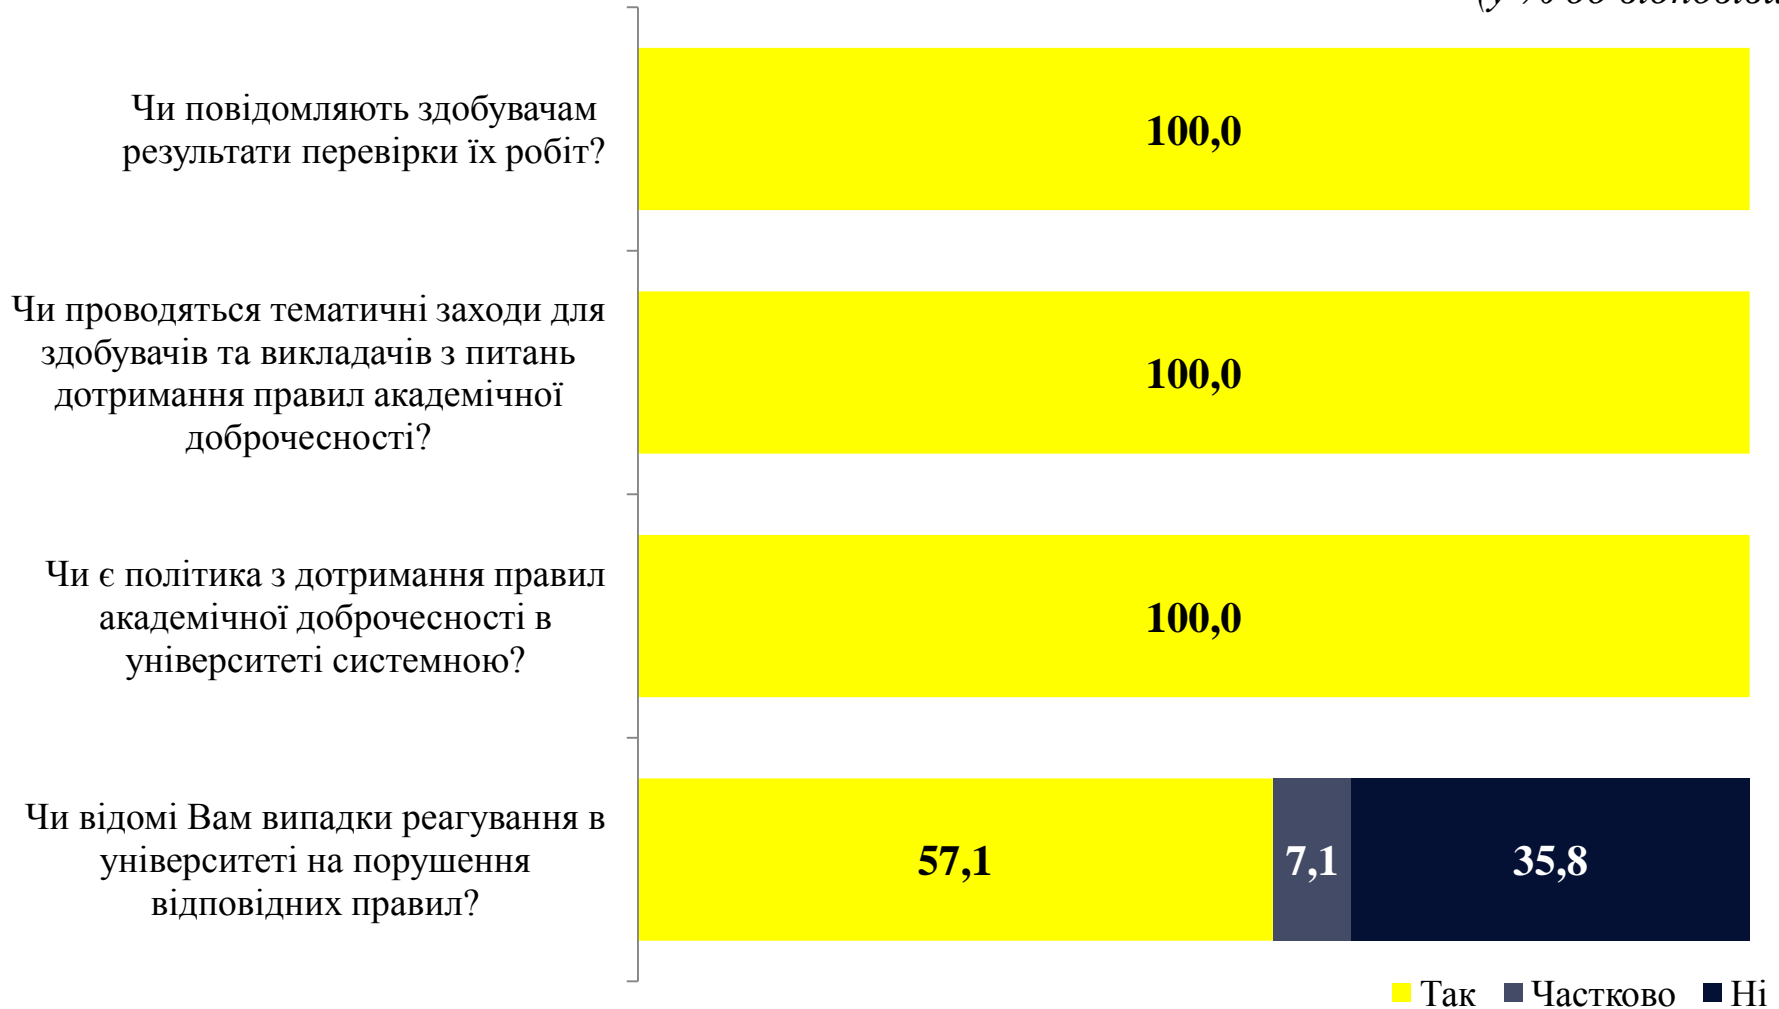 Чи повідомляють здобувачам
результати перевірки їх робіт?
100,0
Чи проводяться тематичні заходи для
здобувачів та викладачів з питань
дотримання правил академічної
доброчесності?
100,0
Чи є політика з дотримання правил
академічної доброчесності в
університеті системною?
100,0
Чи відомі Вам випадки реагування в
університеті на порушення
відповідних правил?
57,1
7,1
35,8
Так
Частково
Ні